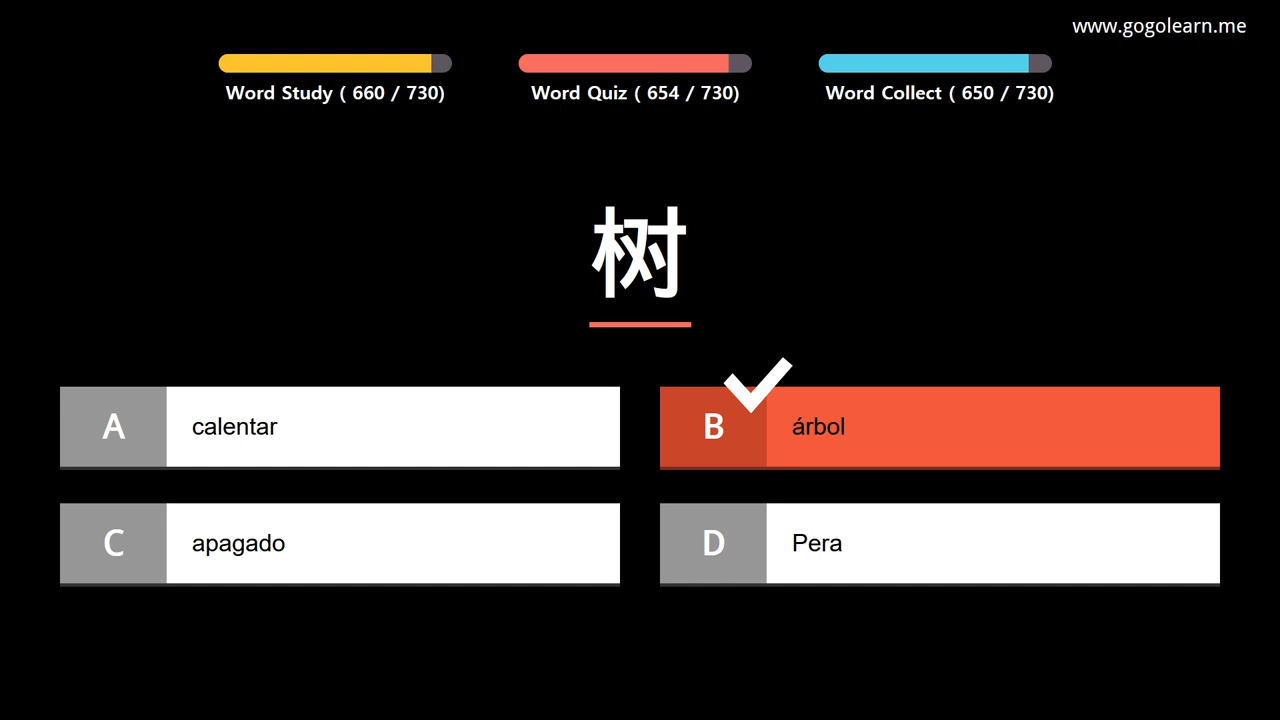 www.gogolearn.me
Word Study ( 660 / 730)
Word Quiz ( 654 / 730)
Word Collect ( 650 / 730)
树
A calentar
B árbol
C apagado
D Pera